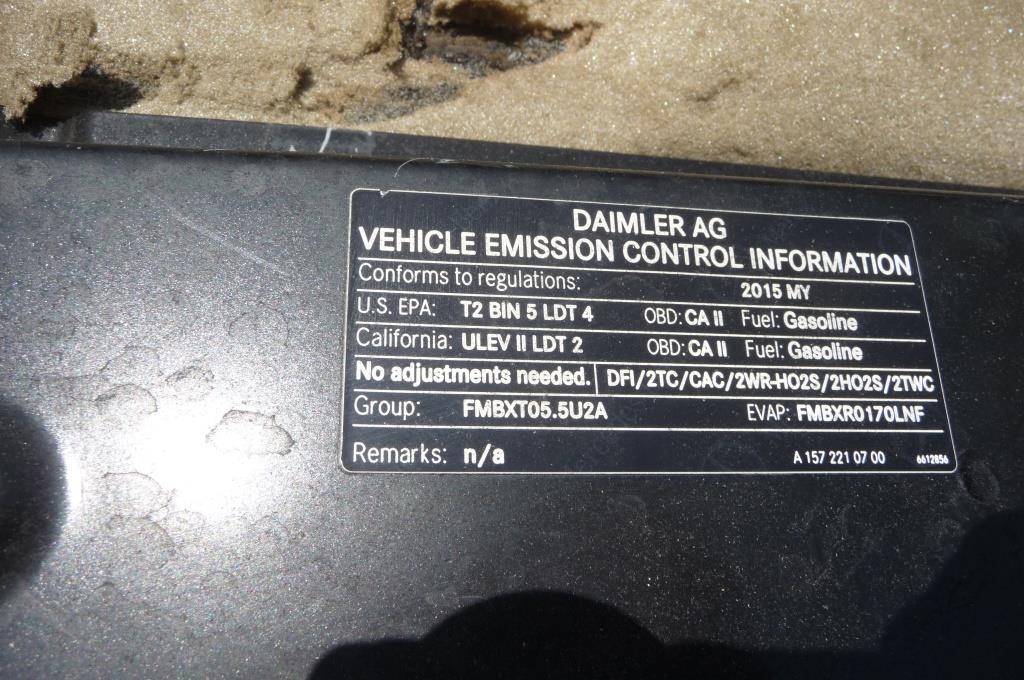 DAIMLER AG
VEHICLE EMISSION CONTROL INFORMATION
Conforms to regulations: 2015 MY
U.S. EPA: T2 BIN 5 LDT 4 OBD: CA II Fuel: Gasoline
California: ULEV II LDT 2 OBD: CA II Fuel: Gasoline
No adjustments needed. DFI/2TC/CAC/2WR-HO2S/2HO2S/2TWC
Group: FMBXT05.5U2A EVAP: FMBXR0170LNF
Remarks: n/a A 157 221 07 00 6612856